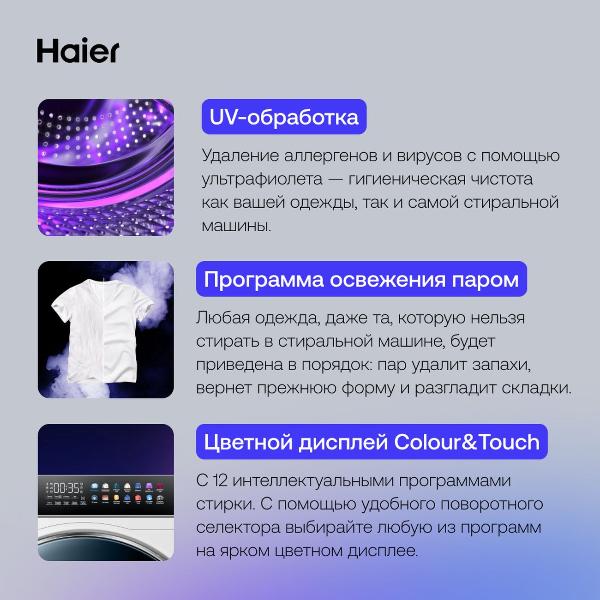 Haier
UV-обработка
Удаление аллергенов и вирусов с помощью
ультрафиолета — гигиеническая чистота
как вашей одежды, так и самой стиральной
машины.
Программа освежения паром
Любая одежда, даже та, которую нельзя
стирать в стиральной машине, будет
приведена в порядок: пар удалит запахи,
вернет прежнюю форму и разгладит складки.
Цветной дисплей Colour&Touch
00:35
С 12 интеллектуальными программами
стирки. С помощью удобного поворотного
селектора выбирайте любую из программ
на ярком цветном дисплее.